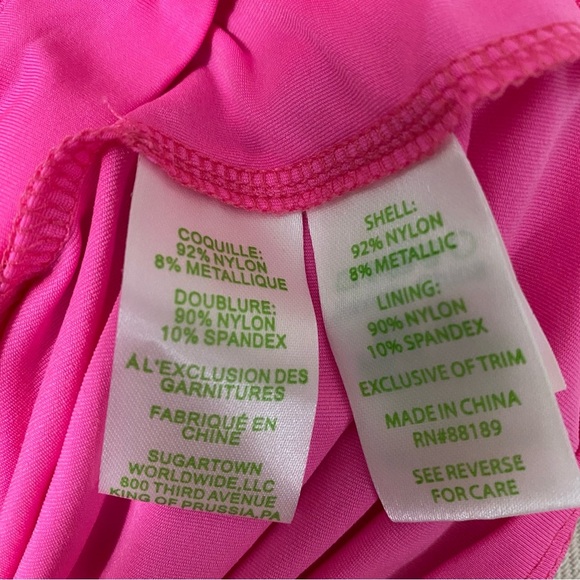 COQUILLE:
92% NYLON
8% METALLIQUE
DOUBLURE:
90% NYLON
10% SPANDEX
A L'EXCLUSION DES
GARNITURES
FABRIQUÉ EN
CHINE
SUGARTOWN
WORLDWIDE,LLC
800 THIRD AVENUE
KING OF PRUSSIA,PA
SHELL:
92% NYLON
8% METALLIC
LINING:
90% NYLON
10% SPANDEX
EXCLUSIVE OF TRIM
MADE IN CHINA
RN#88189
SEE REVERSE
FOR CARE